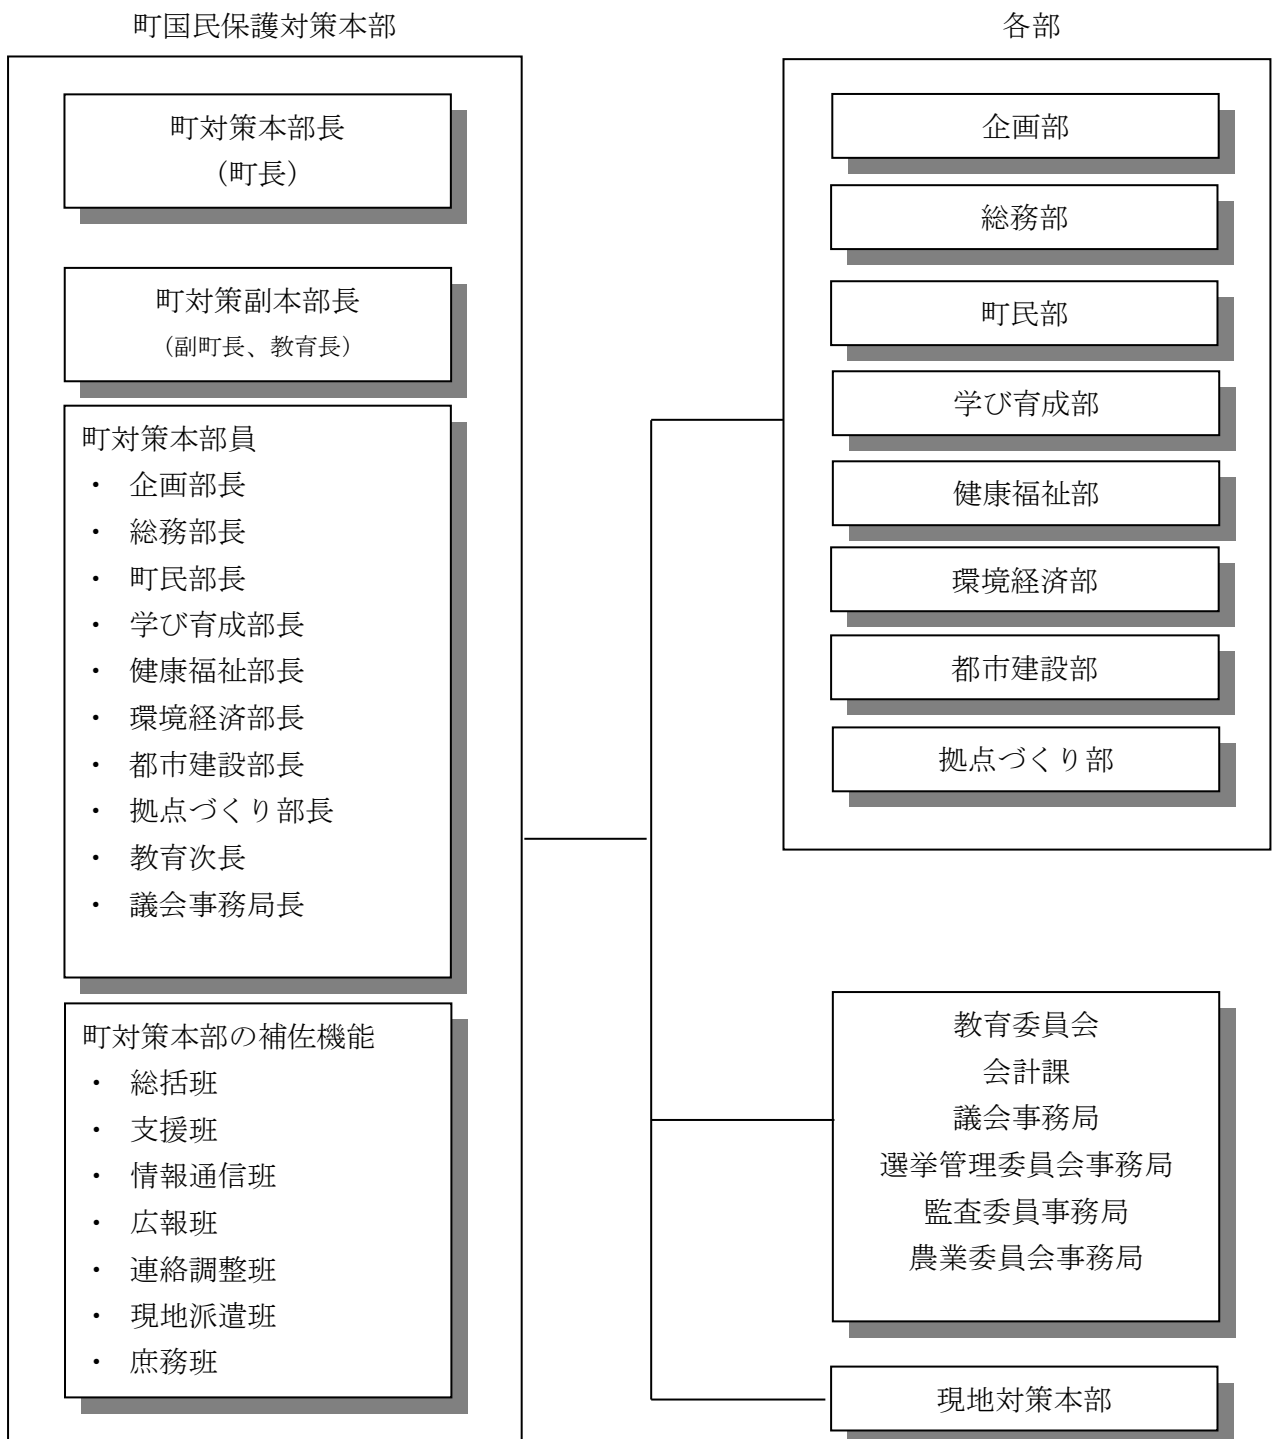 町国民保護対策本部
町対策本部長
（町長）
町対策副本部長
（副町長、教育長）
町対策本部員
・ 企画部長
・ 総務部長
・ 町民部長
・ 学び育成部長
・ 健康福祉部長
・ 環境経済部長
・ 都市建設部長
・ 拠点づくり部長
・ 教育次長
・ 議会事務局長
町対策本部の補佐機能
・ 総括班
・ 支援班
・ 情報通信班
・ 広報班
・ 連絡調整班
・ 現地派遣班
・ 庶務班
各部
企画部
総務部
町民部
学び育成部
健康福祉部
環境経済部
都市建設部
拠点づくり部
教育委員会
会計課
議会事務局
選挙管理委員会事務局
監査委員事務局
農業委員会事務局
現地対策本部